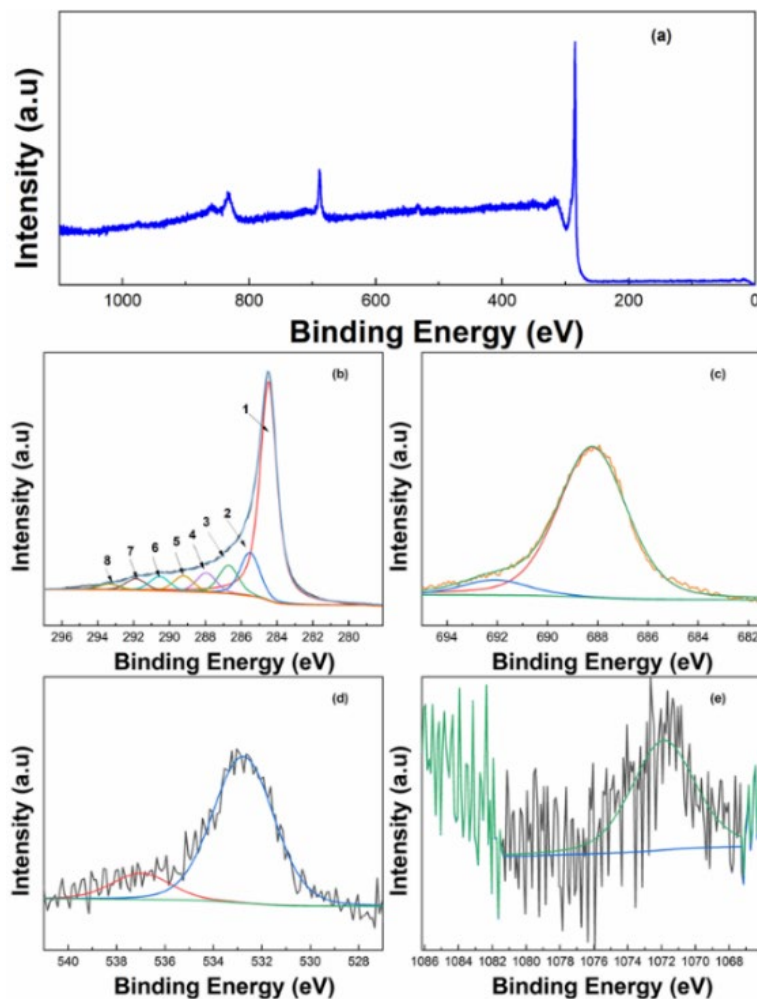 (a)
Intensity (a.u)
1000 800 600 400 200 0
Binding Energy (eV)
(b)
Intensity (a.u)
1
2
3
4
5
6
7
8
296 294 292 290 288 286 284 282 280
Binding Energy (eV)
(c)
Intensity (a.u)
694 692 690 688 686 684 682
Binding Energy (eV)
(d)
Intensity (a.u)
540 538 536 534 532 530 528
Binding Energy (eV)
(e)
Intensity (a.u)
1086 1084 1082 1080 1078 1076 1074 1072 1070 1068
Binding Energy (eV)